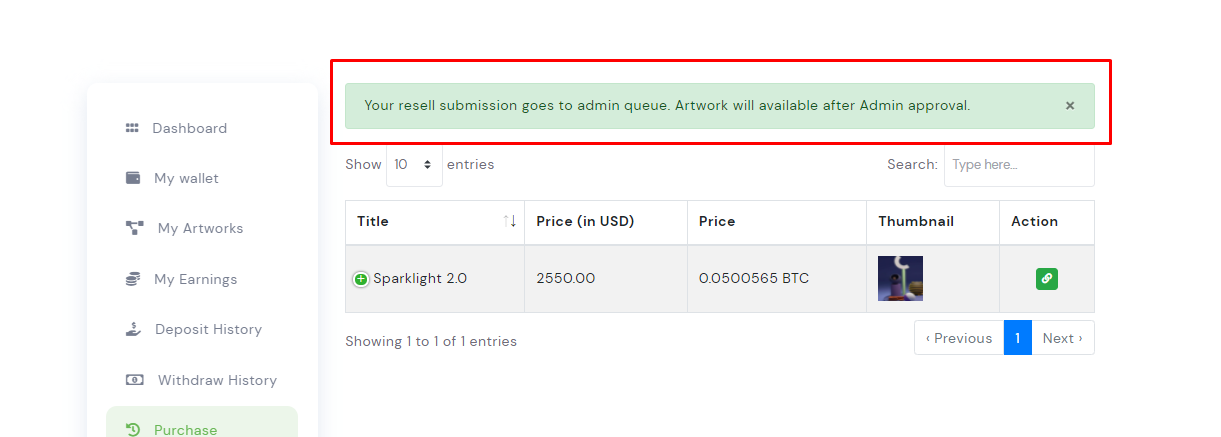 Your resell submission goes to admin queue. Artwork will available after Admin approval. ×
Dashboard
My wallet
My Artworks
My Earnings
Deposit History
Withdraw History
Purchase
Show 10 entries
Search: Type here...
Title Price (in USD) Price Thumbnail Action
Sparklight 2.0 2550.00 0.0500565 BTC
Showing 1 to 1 of 1 entries
‹ Previous 1 Next ›